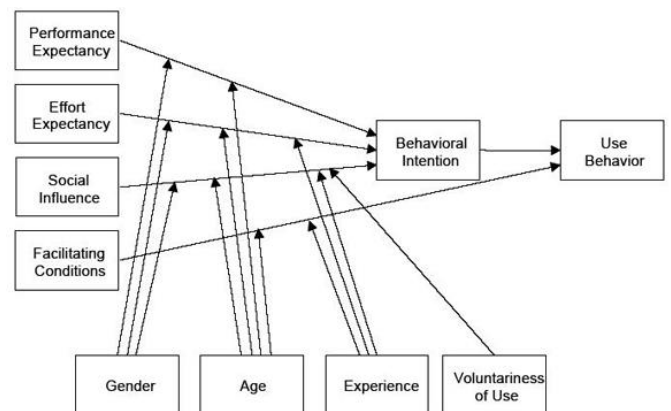 Performance
Expectancy
Effort
Expectancy
Social
Influence
Facilitating
Conditions
Behavioral
Intention
Use
Behavior
Gender
Age
Experience
Voluntariness
of Use